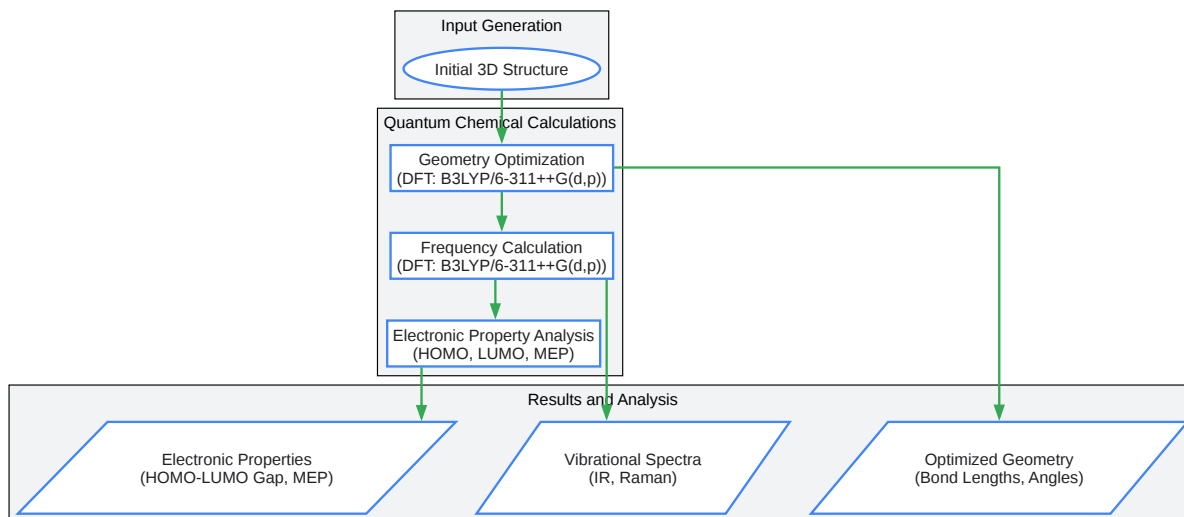 Input Generation
Initial 3D Structure
Quantum Chemical Calculations
Geometry Optimization
(DFT: B3LYP/6-311++G(d,p))
Frequency Calculation
(DFT: B3LYP/6-311++G(d,p))
Electronic Property Analysis
(HOMO, LUMO, MEP)
Results and Analysis
Electronic Properties
(HOMO-LUMO Gap, MEP)
Vibrational Spectra
(IR, Raman)
Optimized Geometry
(Bond Lengths, Angles)